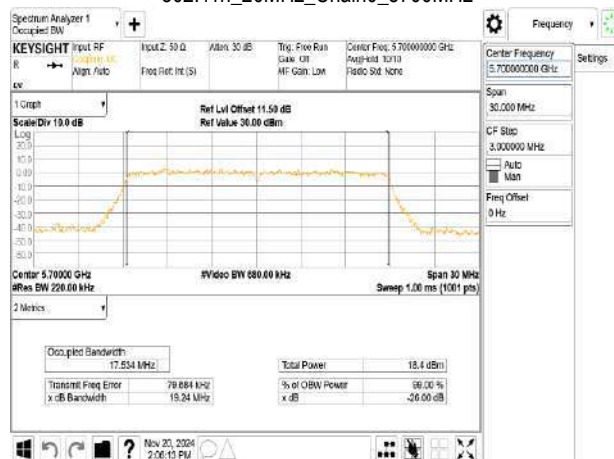 802.11n_20MHz_Chain0_5700MHz
Spectrum Analyzer 1
Occupied BW
Frequency
KEYSIGHT
Input: RF
Align: Auto
Input Z: 50 Ω
Freq Ref: Int (S)
Atten: 30 dB
Trig: Free Run
Gate: Off
#IF Gain: Low
Center Freq: 5.700000000 GHz
Avg|Hold: 10/10
Radio Std: None
Center Frequency
5.700000000 GHz
Settings
Span
30.000 MHz
CF Step
3.000000 MHz
Auto
Man
Freq Offset
0 Hz
1 Graph
Scale/Div 10.0 dB
Ref Lvl Offset 11.50 dB
Ref Value 30.00 dBm
Log
20.0
10.0
0.00
-10.0
-20.0
-30.0
-40.0
-50.0
-60.0
Center 5.70000 GHz
#Res BW 220.00 kHz
#Video BW 680.00 kHz
Span 30 MHz
Sweep 1.00 ms (1001 pts)
2 Metrics
Occupied Bandwidth
17.534 MHz
Total Power 18.4 dBm
Transmit Freq Error 79.684 kHz
% of OBW Power 99.00 %
x dB Bandwidth 19.24 MHz
x dB -26.00 dB
Nov 20, 2024
2:06:13 PM